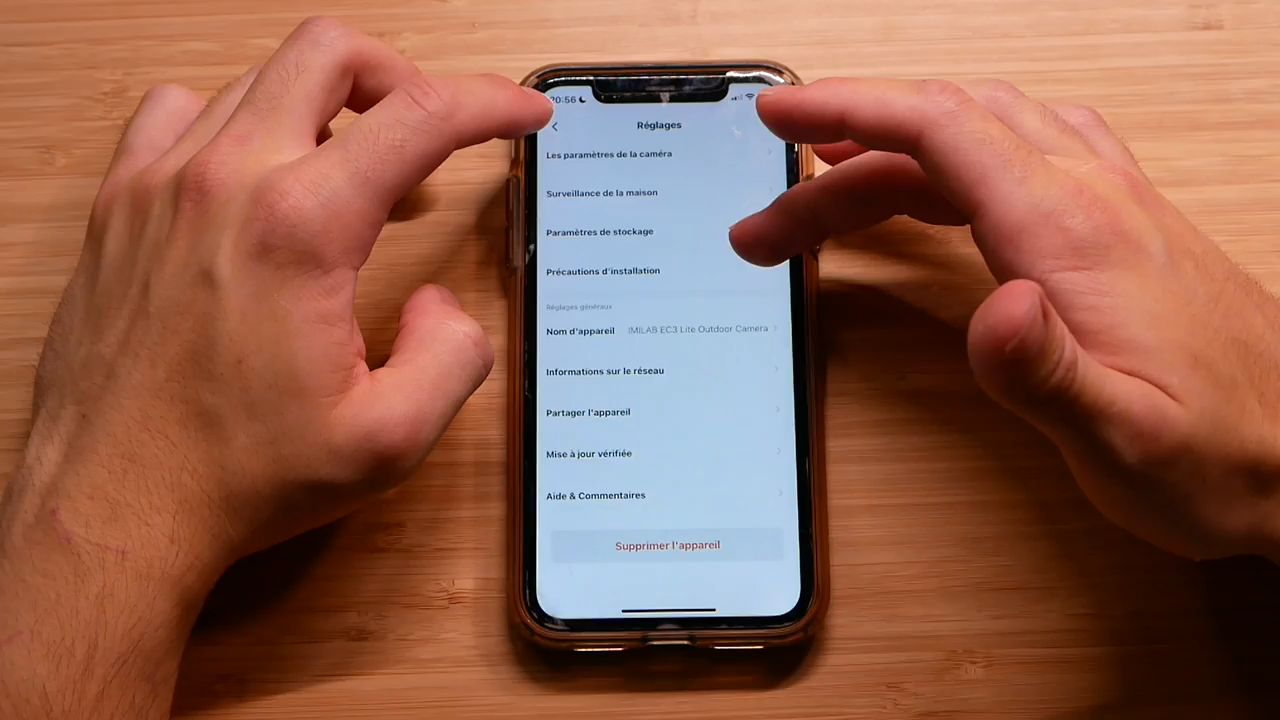 20:56
Réglages
Les paramètres de la caméra
Surveillance de la maison
Paramètres de stockage
Précautions d'installation
Réglages généraux
Nom d'appareil IMILAB EC3 Lite Outdoor Camera
Informations sur le réseau
Partager l'appareil
Mise à jour vérifiée
Aide & Commentaires
Supprimer l'appareil